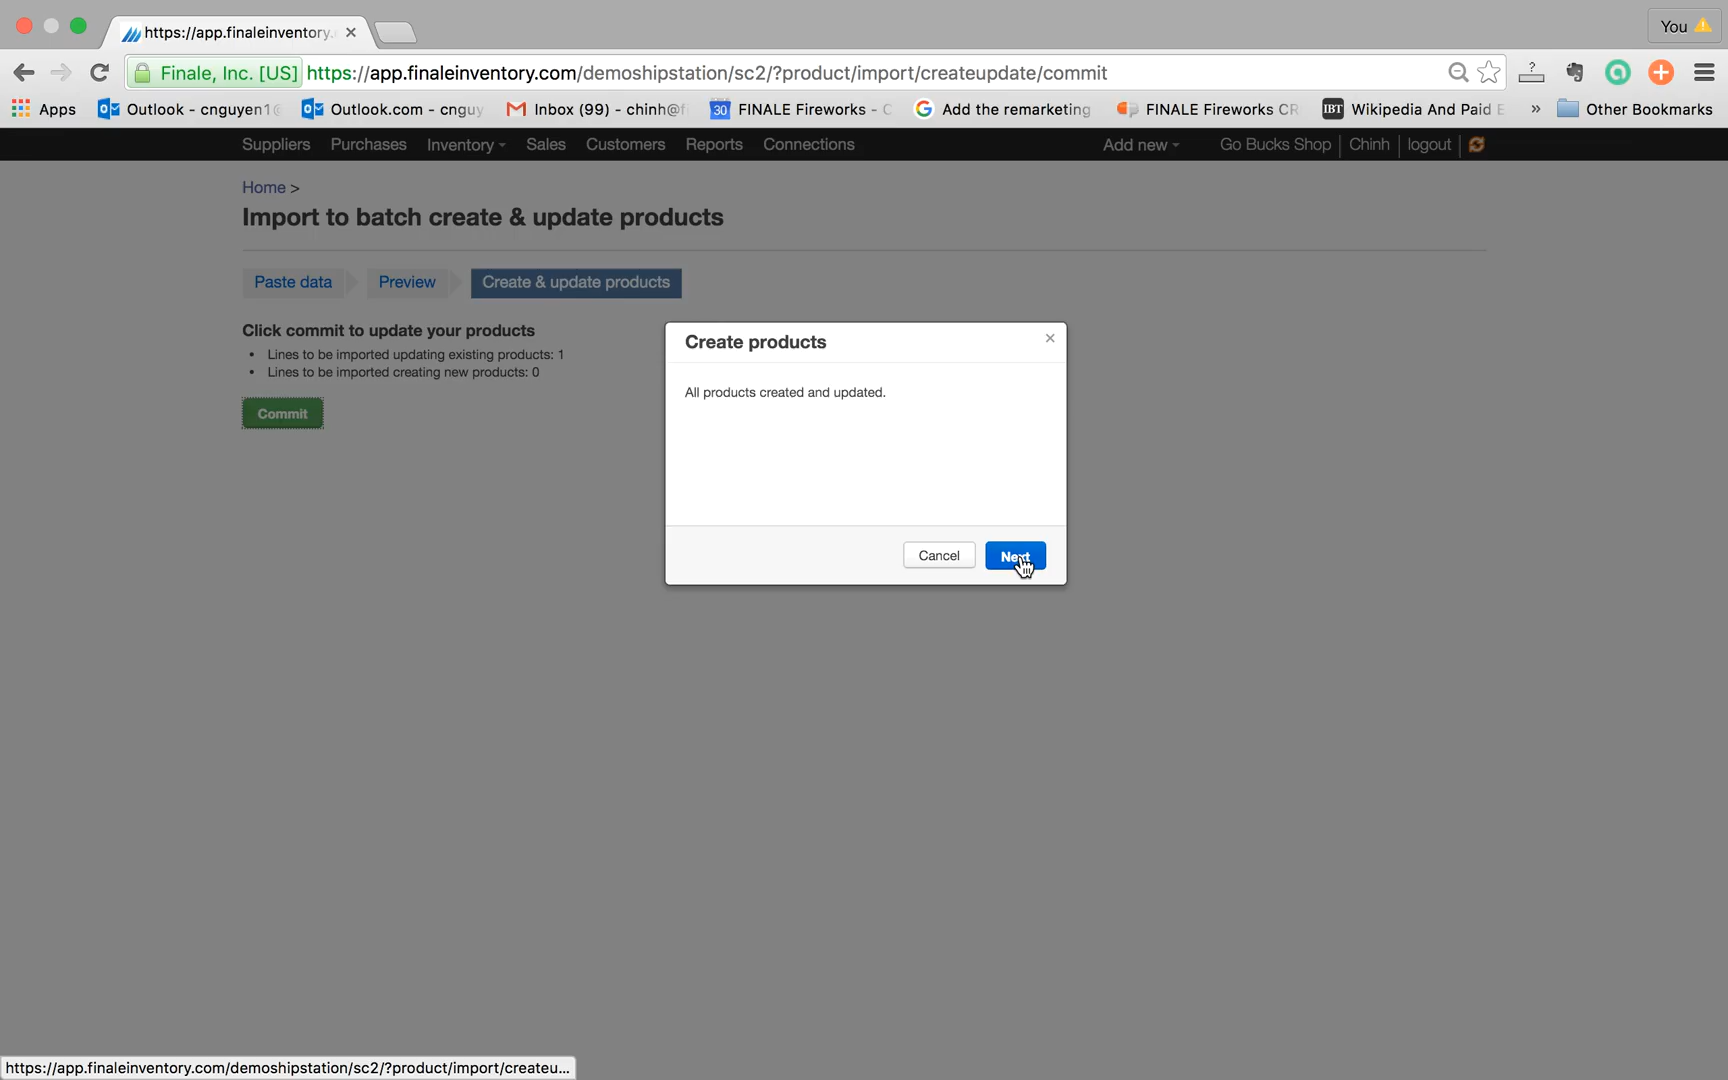 https://app.finaleinventory.
You
Finale, Inc. [US] https://app.finaleinventory.com/demoshipstation/sc2/?product/import/createupdate/commit
Apps Outlook - cnguyen1@ Outlook.com - cnguy Inbox (99) - chinh@f 30 FINALE Fireworks - C Add the remarketing FINALE Fireworks CR IBT Wikipedia And Paid E » Other Bookmarks
Suppliers Purchases Inventory Sales Customers Reports Connections Add new Go Bucks Shop Chinh logout
Home >
Import to batch create & update products
Paste data Preview Create & update products
Click commit to update your products
• Lines to be imported updating existing products: 1
• Lines to be imported creating new products: 0
Commit
Create products ×
All products created and updated.
Cancel Next
https://app.finaleinventory.com/demoshipstation/sc2/?product/import/createu...